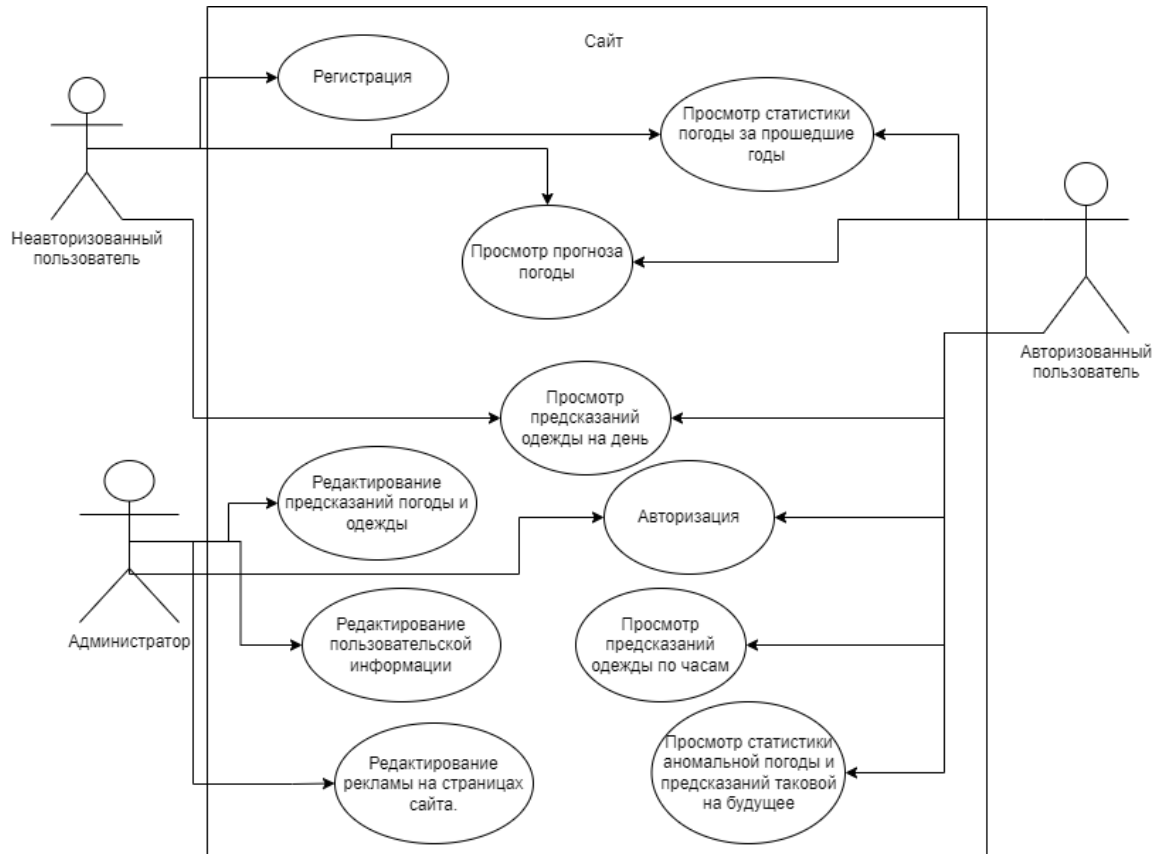 Сайт
Регистрация
Просмотр статистики
погоды за прошедшие
годы
Неавторизованный
пользователь
Просмотр прогноза
погоды
Авторизованный
пользователь
Просмотр
предсказаний
одежды на день
Редактирование
предсказаний погоды и
одежды
Авторизация
Администратор
Редактирование
пользовательской
информации
Просмотр
предсказаний
одежды по часам
Редактирование
рекламы на страницах
сайта.
Просмотр статистики
аномальной погоды и
предсказаний таковой
на будущее